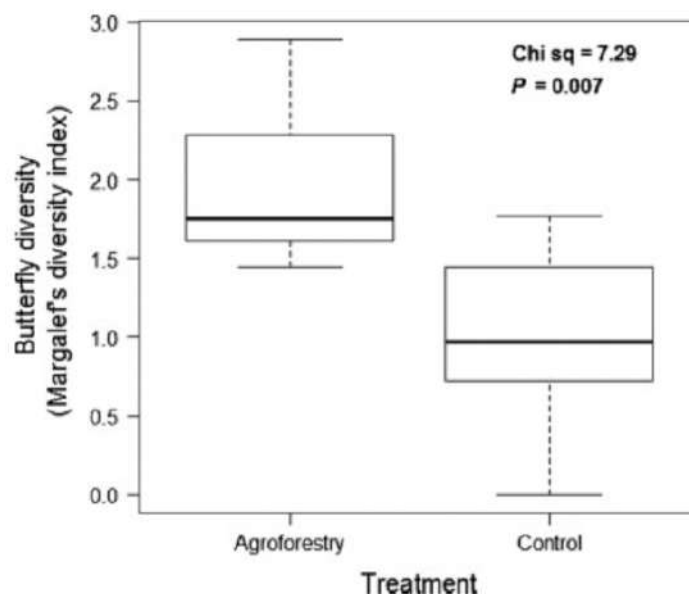 3.0
2.5
2.0
1.5
1.0
0.5
0.0
Butterfly diversity
(Margalef's diversity index)
Chi sq = 7.29
P = 0.007
Agroforestry
Control
Treatment